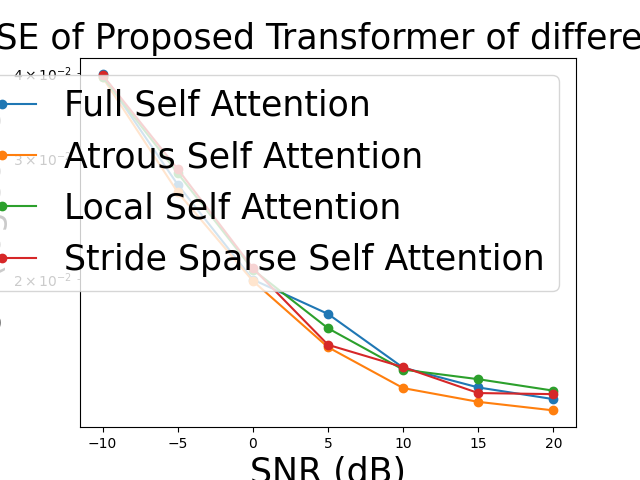 SE of Proposed Transformer of differe
4 × 10⁻²
3 × 10⁻²
2 × 10⁻²
Full Self Attention
Atrous Self Attention
Local Self Attention
Stride Sparse Self Attention
−10 −5 0 5 10 15 20
SNR (dB)